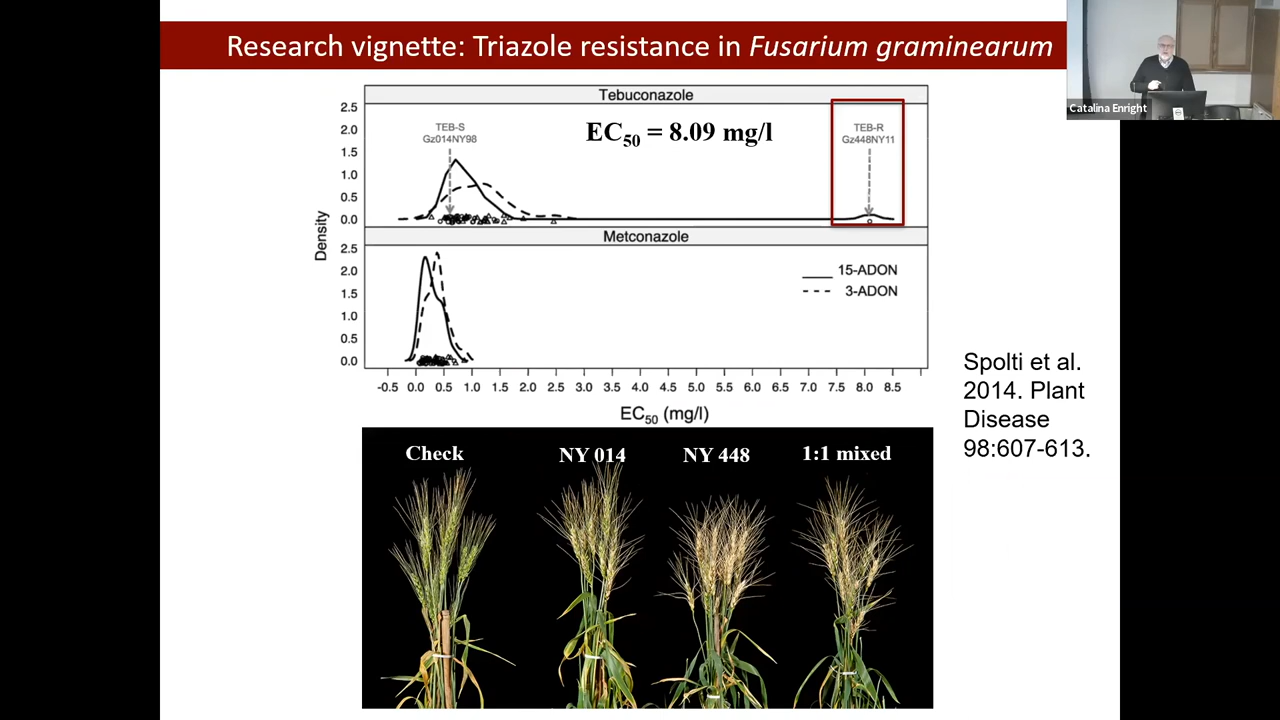 Research vignette: Triazole resistance in Fusarium graminearum
Catalina Enright
Tebuconazole
2.5
2.0
1.5
1.0
0.5
0.0
TEB-S
Gz014NY98
EC50 = 8.09 mg/l
TEB-R
Gz448NY11
Density
Metconazole
2.5
2.0
1.5
1.0
0.5
0.0
15-ADON
3-ADON
-0.5 0.0 0.5 1.0 1.5 2.0 2.5 3.0 3.5 4.0 4.5 5.0 5.5 6.0 6.5 7.0 7.5 8.0 8.5
EC50 (mg/l)
Spolti et al.
2014. Plant
Disease
98:607-613.
Check NY 014 NY 448 1:1 mixed